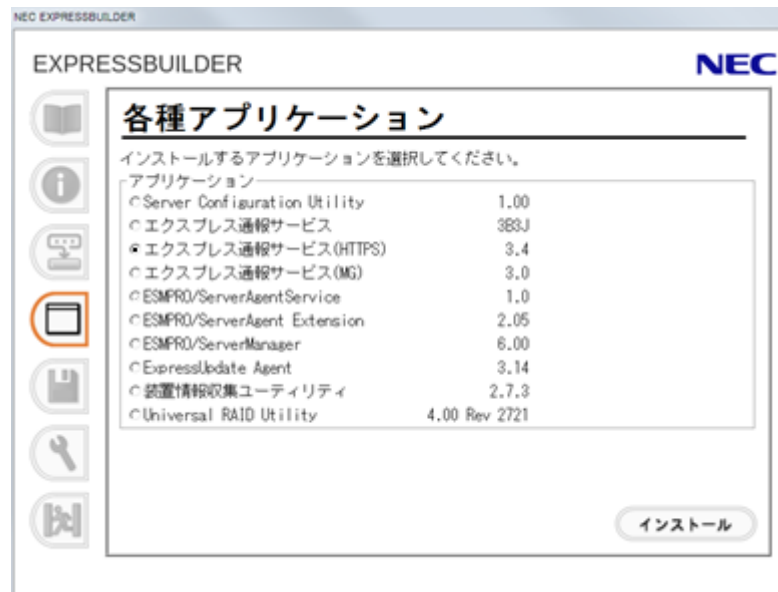 NEC EXPRESSBUILDER
EXPRESSBUILDER
NEC
各種アプリケーション
インストールするアプリケーションを選択してください。
アプリケーション
Server Configuration Utility 1.00
エクスプレス通報サービス 3B3J
エクスプレス通報サービス(HTTPS) 3.4
エクスプレス通報サービス(MG) 3.0
ESMPRO/ServerAgentService 1.0
ESMPRO/ServerAgent Extension 2.05
ESMPRO/ServerManager 6.00
ExpressUpdate Agent 3.14
装置情報収集ユーティリティ 2.7.3
Universal RAID Utility 4.00 Rev 2721
インストール